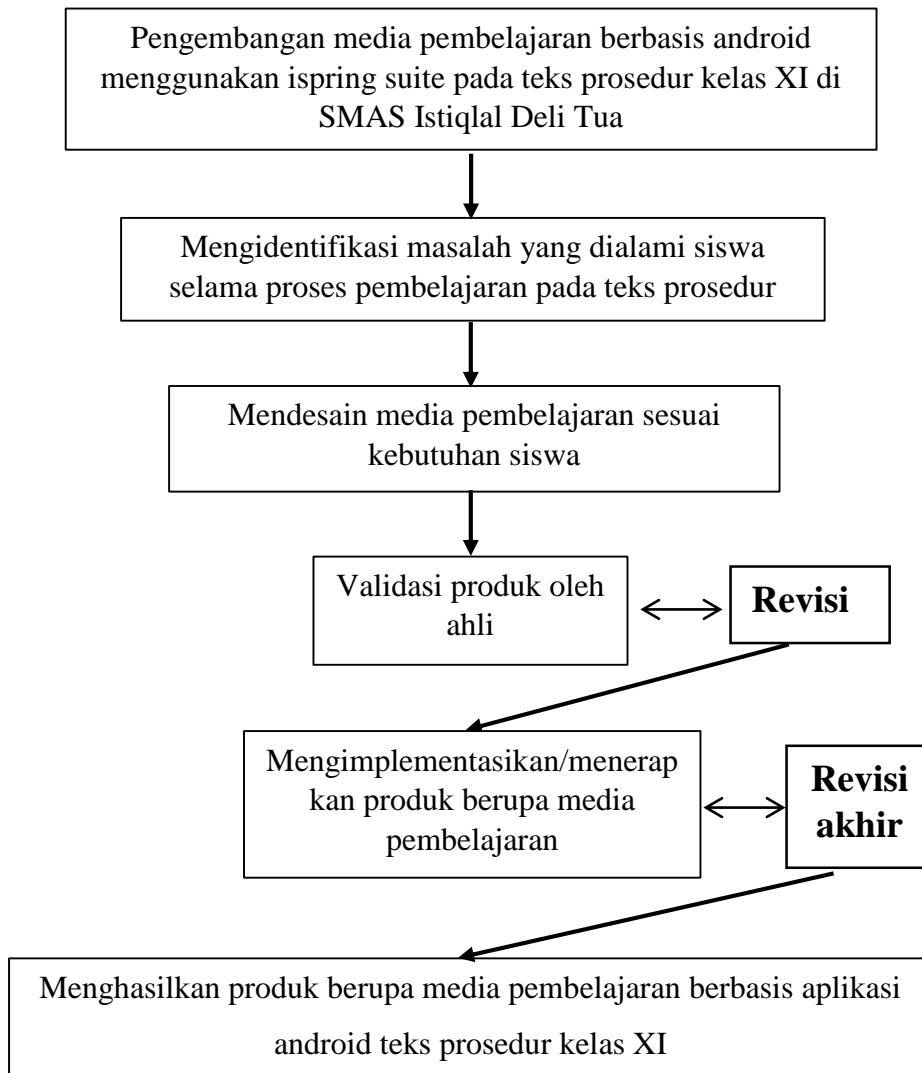 Pengembangan media pembelajaran berbasis android
menggunakan ispring suite pada teks prosedur kelas XI di
SMAS Istiqlal Deli Tua
Mengidentifikasi masalah yang dialami siswa
selama proses pembelajaran pada teks prosedur
Mendesain media pembelajaran sesuai
kebutuhan siswa
Validasi produk oleh
ahli
Revisi
Mengimplementasikan/menerap
kan produk berupa media
pembelajaran
Revisi
akhir
Menghasilkan produk berupa media pembelajaran berbasis aplikasi
android teks prosedur kelas XI